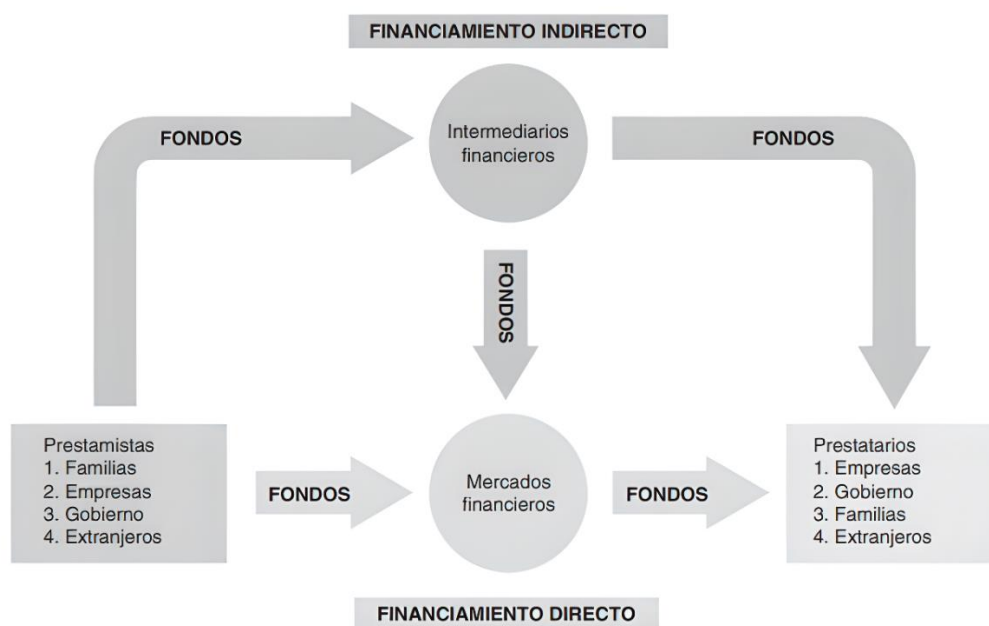 FINANCIAMIENTO INDIRECTO
FONDOS
Intermediarios
financieros
FONDOS
FONDOS
Prestamistas
1. Familias
2. Empresas
3. Gobierno
4. Extranjeros
FONDOS
Mercados
financieros
FONDOS
Prestatarios
1. Empresas
2. Gobierno
3. Familias
4. Extranjeros
FINANCIAMIENTO DIRECTO